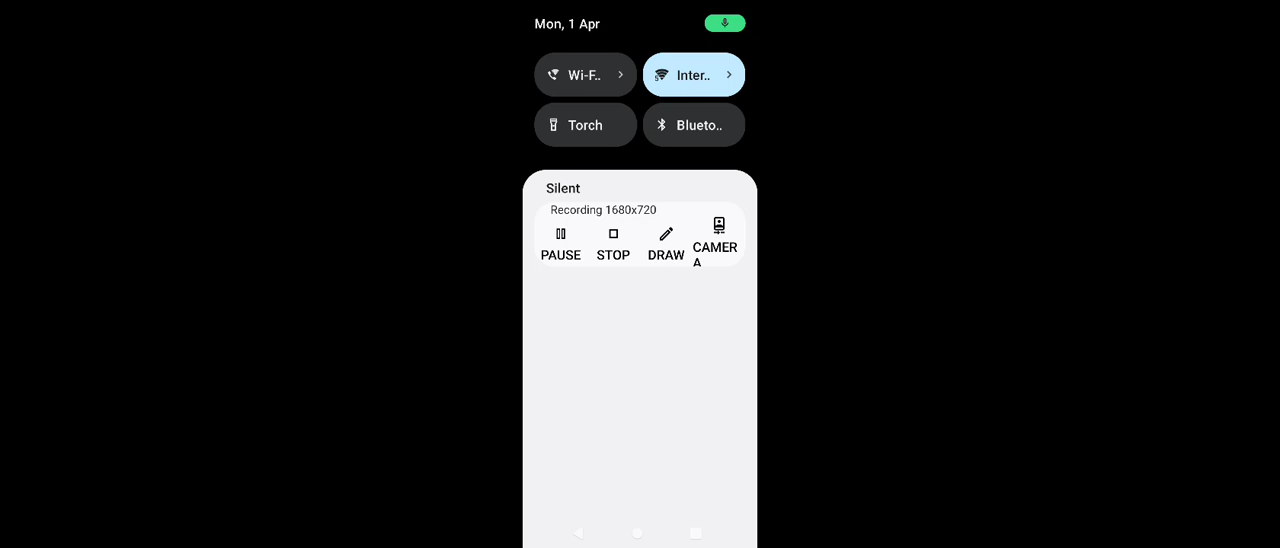 Mon, 1 Apr
Wi-F.. Inter..
Torch Blueto..
Silent
Recording 1680x720
PAUSE STOP DRAW CAMER
A